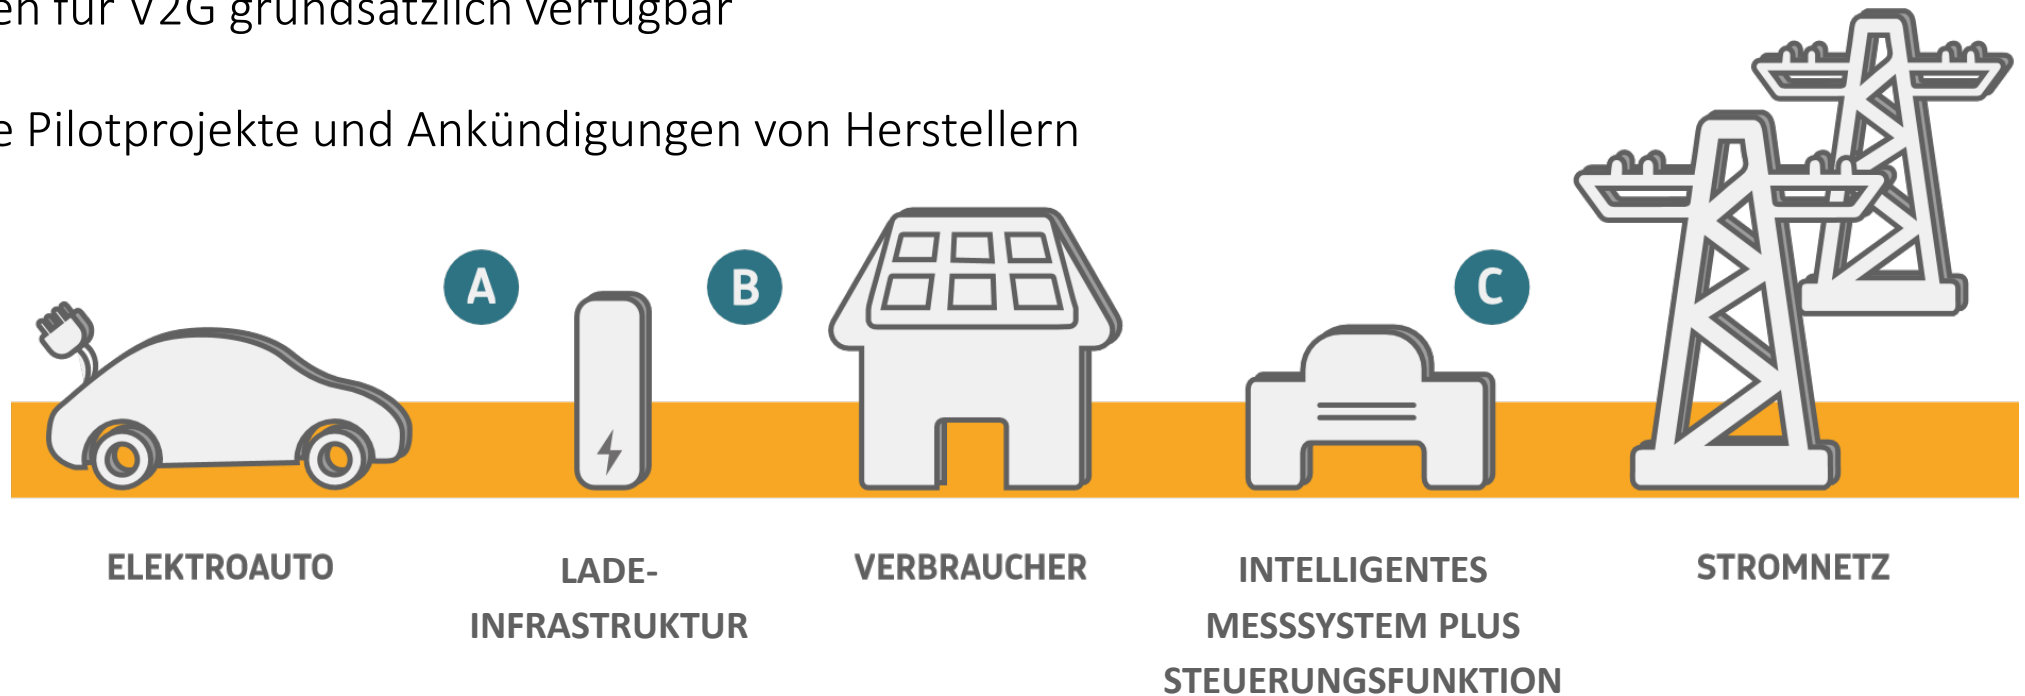 en für V2G grundsätzlich verfügbar
e Pilotprojekte und Ankündigungen von Herstellern
A
B
C
ELEKTROAUTO
LADE-
INFRASTRUKTUR
VERBRAUCHER
INTELLIGENTES
MESSSYSTEM PLUS
STEUERUNGSFUNKTION
STROMNETZ